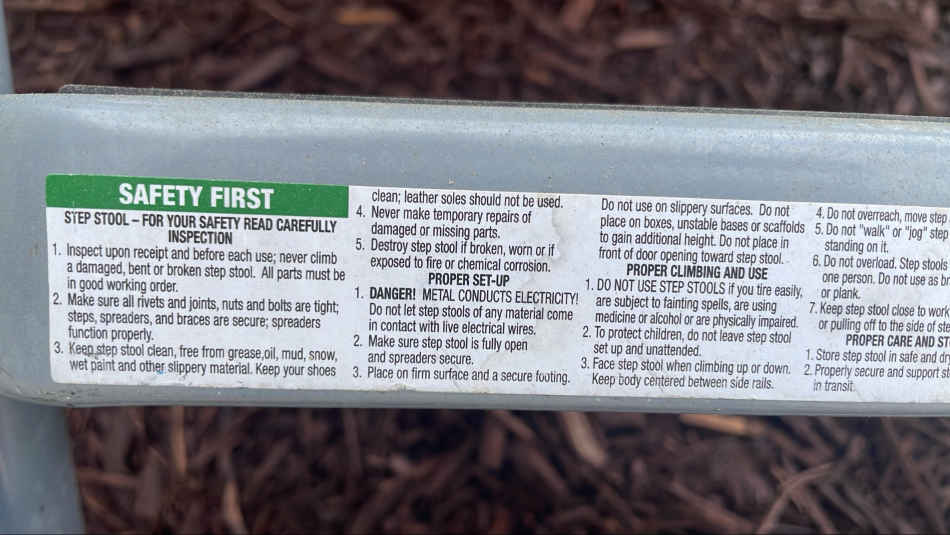 SAFETY FIRST
STEP STOOL – FOR YOUR SAFETY READ CAREFULLY
INSPECTION
1. Inspect upon receipt and before each use; never climb
a damaged, bent or broken step stool. All parts must be
in good working order.
2. Make sure all rivets and joints, nuts and bolts are tight;
steps, spreaders, and braces are secure; spreaders
function properly.
3. Keep step stool clean, free from grease,oil, mud, snow,
wet paint and other slippery material. Keep your shoes
clean; leather soles should not be used.
4. Never make temporary repairs of
damaged or missing parts.
5. Destroy step stool if broken, worn or if
exposed to fire or chemical corrosion.
PROPER SET-UP
1. DANGER! METAL CONDUCTS ELECTRICITY!
Do not let step stools of any material come
in contact with live electrical wires.
2. Make sure step stool is fully open
and spreaders secure.
3. Place on firm surface and a secure footing.
Do not use on slippery surfaces. Do not
place on boxes, unstable bases or scaffolds
to gain additional height. Do not place in
front of door opening toward step stool.
PROPER CLIMBING AND USE
1. DO NOT USE STEP STOOLS if you tire easily,
are subject to fainting spells, are using
medicine or alcohol or are physically impaired.
2. To protect children, do not leave step stool
set up and unattended.
3. Face step stool when climbing up or down.
Keep body centered between side rails.
4. Do not overreach, move step
5. Do not "walk" or "jog" step
standing on it.
6. Do not overload. Step stools
one person. Do not use as br
or plank.
7. Keep step stool close to work
or pulling off to the side of ste
PROPER CARE AND ST
1. Store step stool in safe and dr
2. Properly secure and support st
in transit.